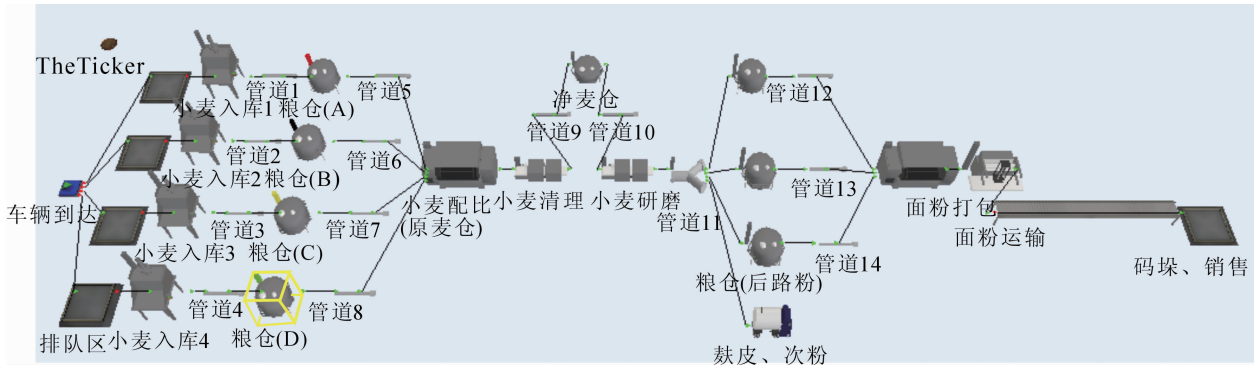 TheTicker
小麦入库1
管道1
粮仓(A)
管道5
净麦仓
管道9
管道10
管道12
小麦入库2
管道2
粮仓(B)
管道6
车辆到达
小麦入库3
管道3
粮仓(C)
管道7
小麦配比
(原麦仓)
小麦清理
小麦研磨
管道11
管道13
面粉打包
面粉运输
码垛、销售
排队区
小麦入库4
管道4
粮仓(D)
管道8
粮仓(后路粉)
管道14
麸皮、次粉